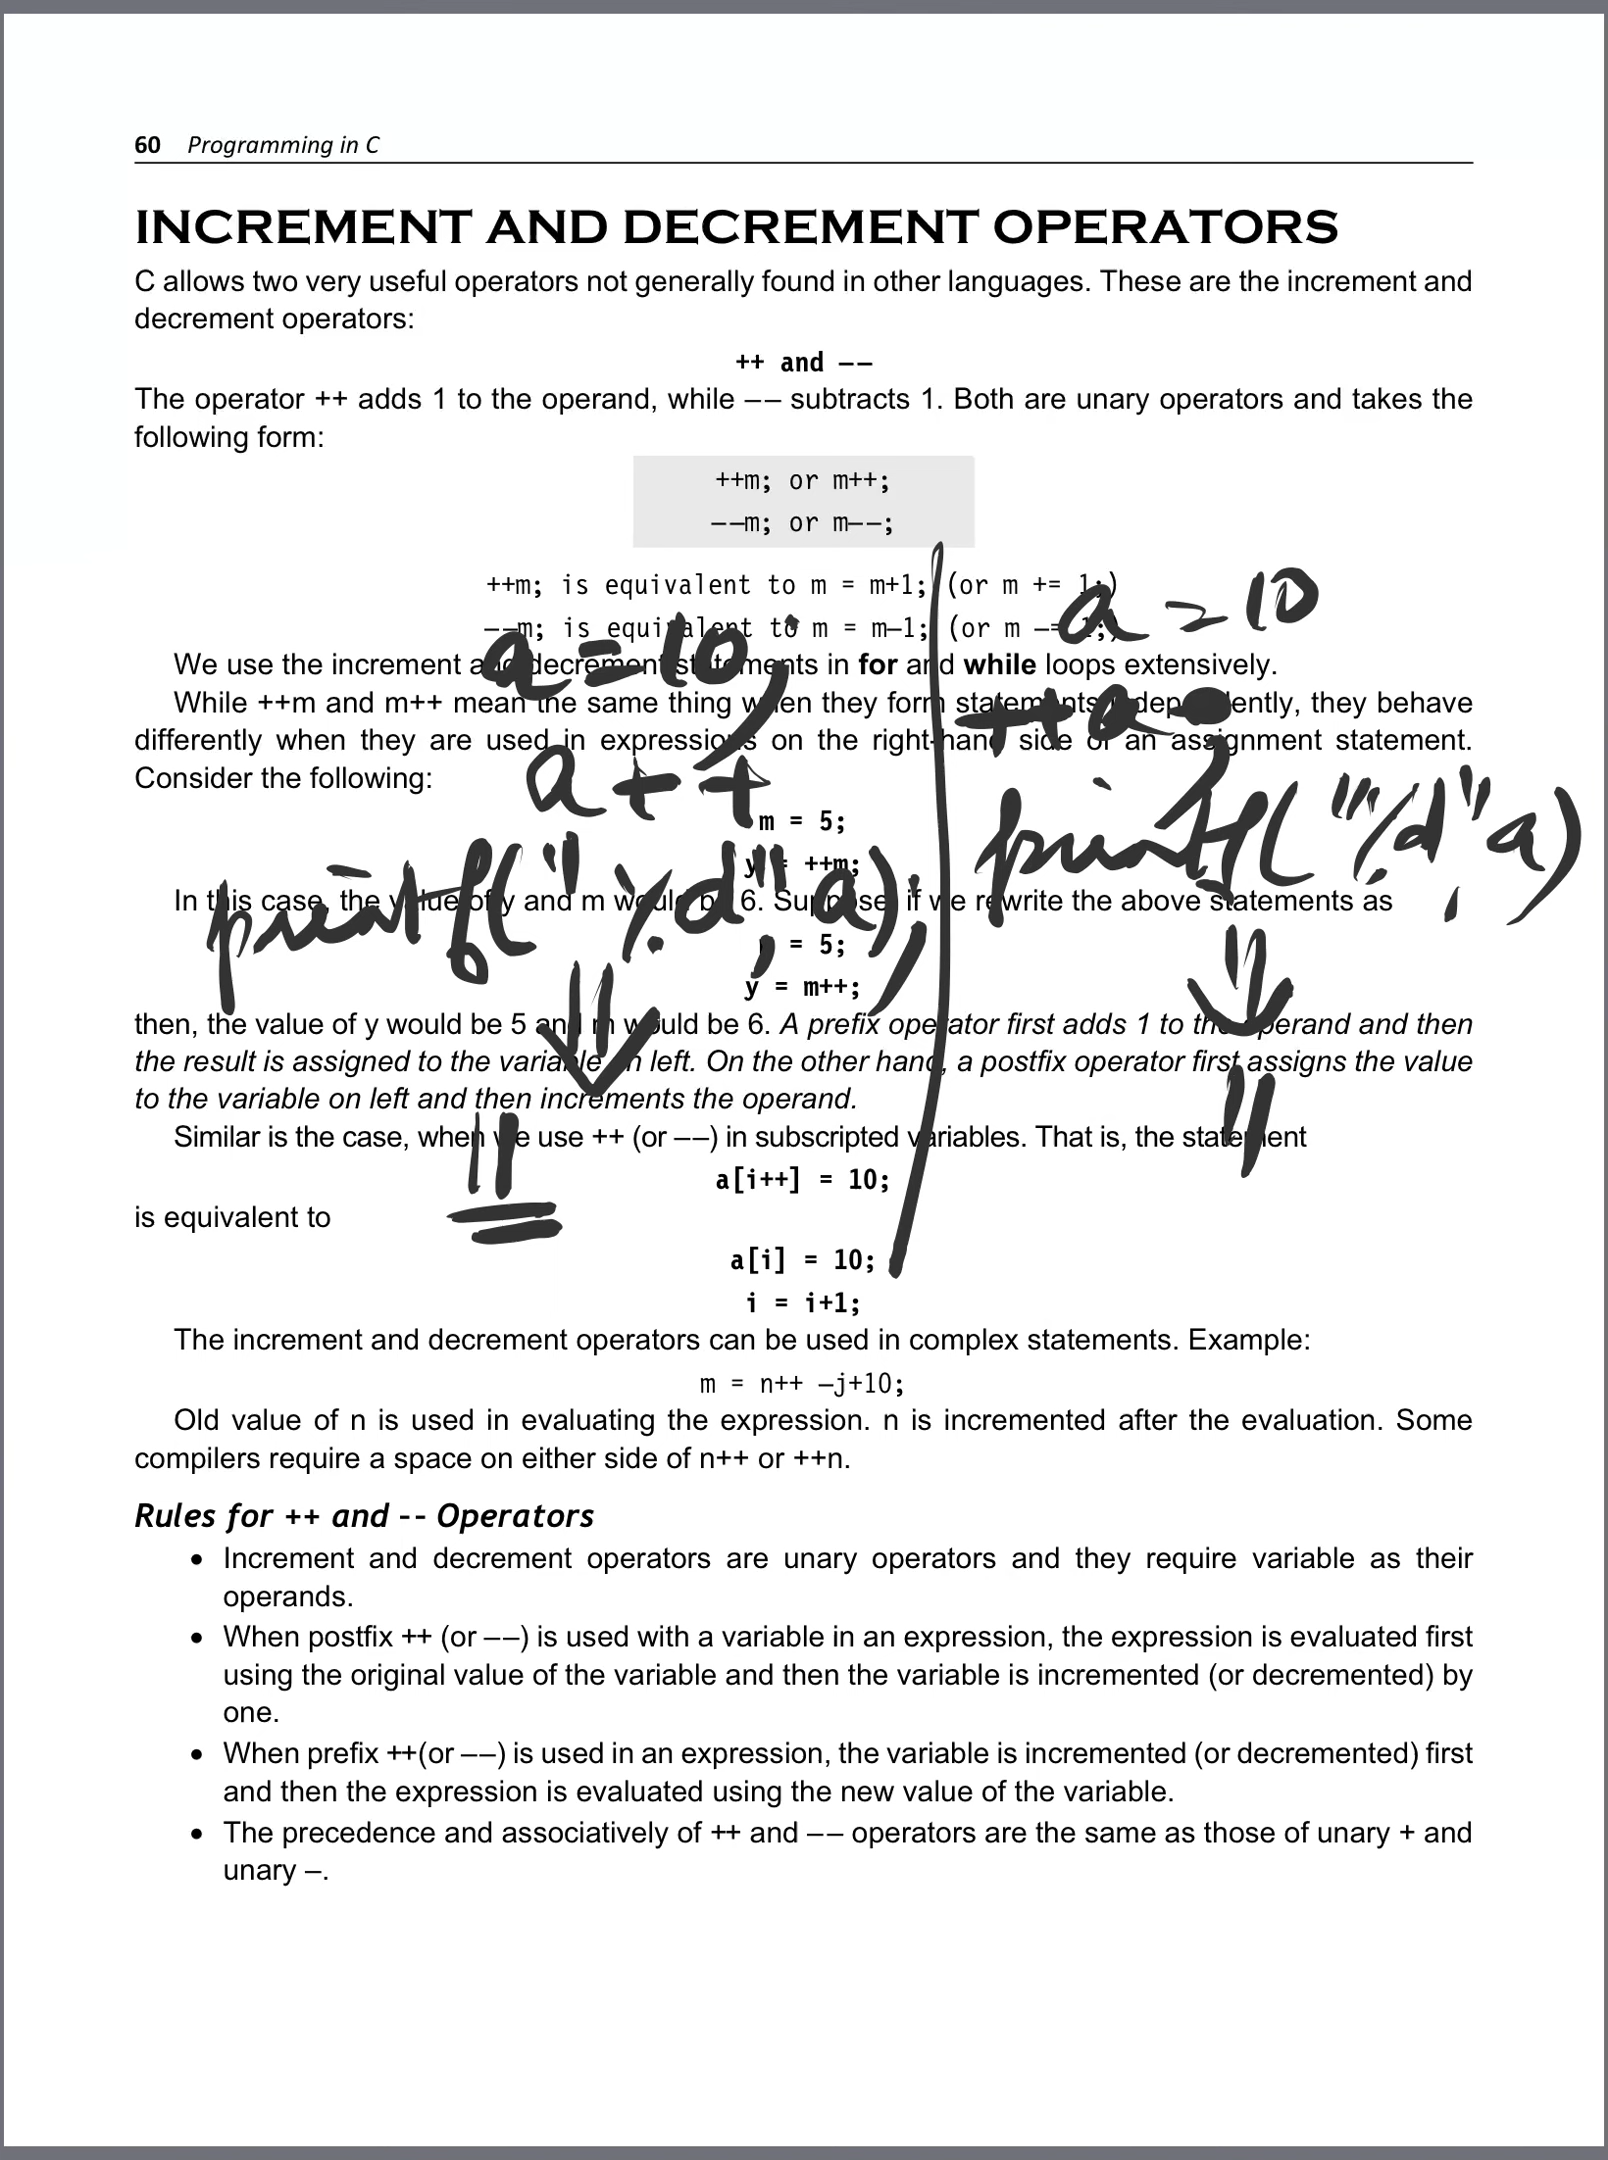 60 Programming in C
INCREMENT AND DECREMENT OPERATORS
C allows two very useful operators not generally found in other languages. These are the increment and
decrement operators:
++ and ––
The operator ++ adds 1 to the operand, while –– subtracts 1. Both are unary operators and takes the
following form:
++m; or m++;
––m; or m––;
++m; is equivalent to m = m+1; (or m += 1;)
––m; is equivalent to m = m–1; (or m –= 1;)
We use the increment and decrement statements in for and while loops extensively.
While ++m and m++ mean the same thing when they form statements independently, they behave
differently when they are used in expressions on the right-hand side of an assignment statement.
Consider the following:
m = 5;
y = ++m;
In this case, the value of y and m would be 6. Suppose, if we rewrite the above statements as
m = 5;
y = m++;
then, the value of y would be 5 and m would be 6. A prefix operator first adds 1 to the operand and then
the result is assigned to the variable on left. On the other hand, a postfix operator first assigns the value
to the variable on left and then increments the operand.
Similar is the case, when we use ++ (or ––) in subscripted variables. That is, the statement
a[i++] = 10;
is equivalent to
a[i] = 10;
i = i+1;
The increment and decrement operators can be used in complex statements. Example:
m = n++ –j+10;
Old value of n is used in evaluating the expression. n is incremented after the evaluation. Some
compilers require a space on either side of n++ or ++n.
Rules for ++ and -- Operators
• Increment and decrement operators are unary operators and they require variable as their
operands.
• When postfix ++ (or ––) is used with a variable in an expression, the expression is evaluated first
using the original value of the variable and then the variable is incremented (or decremented) by
one.
• When prefix ++(or ––) is used in an expression, the variable is incremented (or decremented) first
and then the expression is evaluated using the new value of the variable.
• The precedence and associatively of ++ and –– operators are the same as those of unary + and
unary –.
a = 10;
a++
printf("%d", a);
11
a = 10
++a;
printf("%d", a)
11